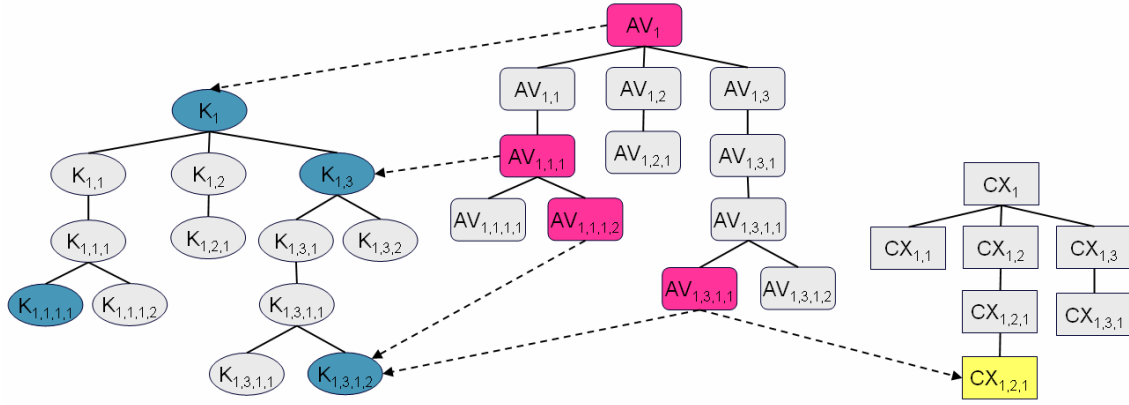 AV1
K1
K1,1
K1,2
K1,3
K1,1,1
K1,2,1
K1,3,1
K1,3,2
K1,1,1,1
K1,1,1,2
K1,3,1,1
K1,3,1,1
K1,3,1,2
AV1,1
AV1,2
AV1,3
AV1,1,1
AV1,2,1
AV1,3,1
AV1,1,1,1
AV1,1,1,2
AV1,3,1,1
AV1,3,1,1
AV1,3,1,2
CX1
CX1,1
CX1,2
CX1,3
CX1,2,1
CX1,3,1
CX1,2,1